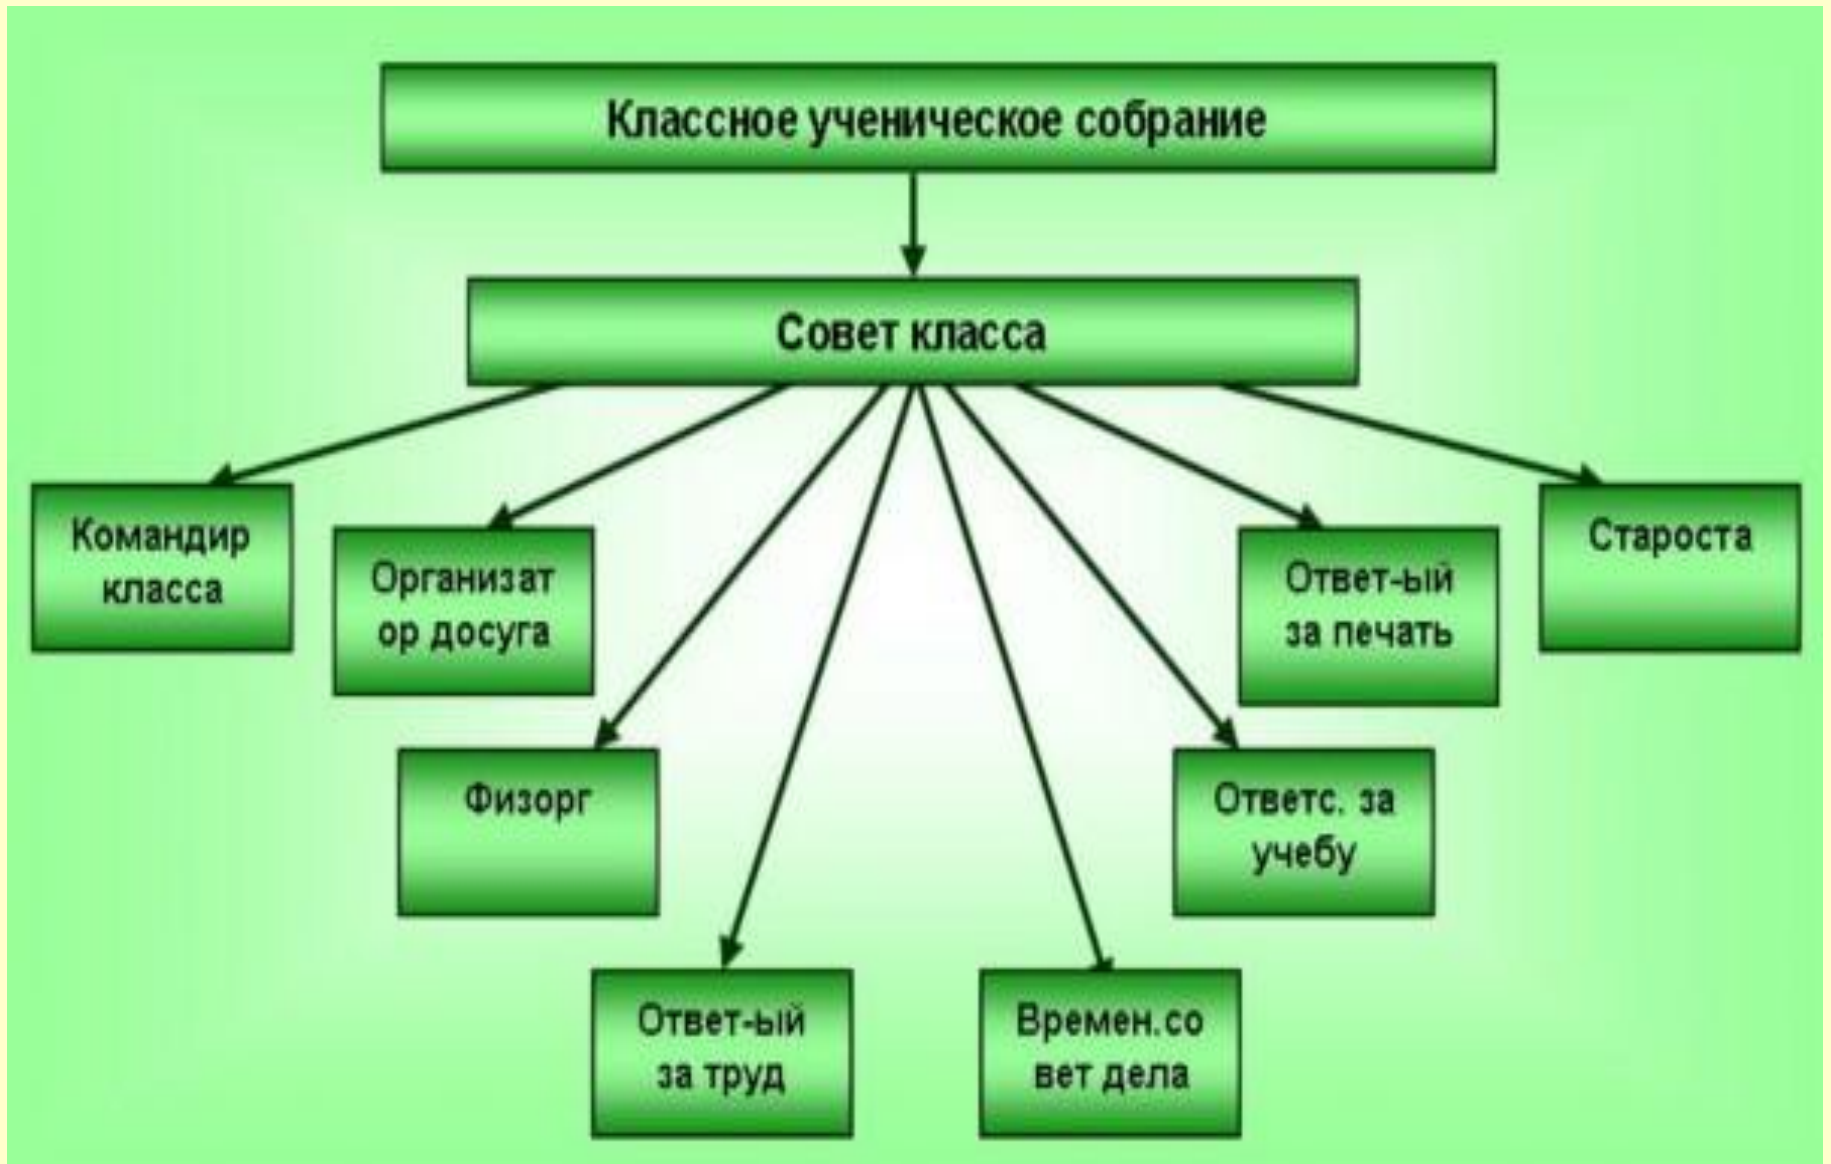 Классное ученическое собрание
Совет класса
Командир
класса
Организат
ор досуга
Физорг
Ответ-ый
за труд
Времен.со
вет дела
Ответс. за
учебу
Ответ-ый
за печать
Староста